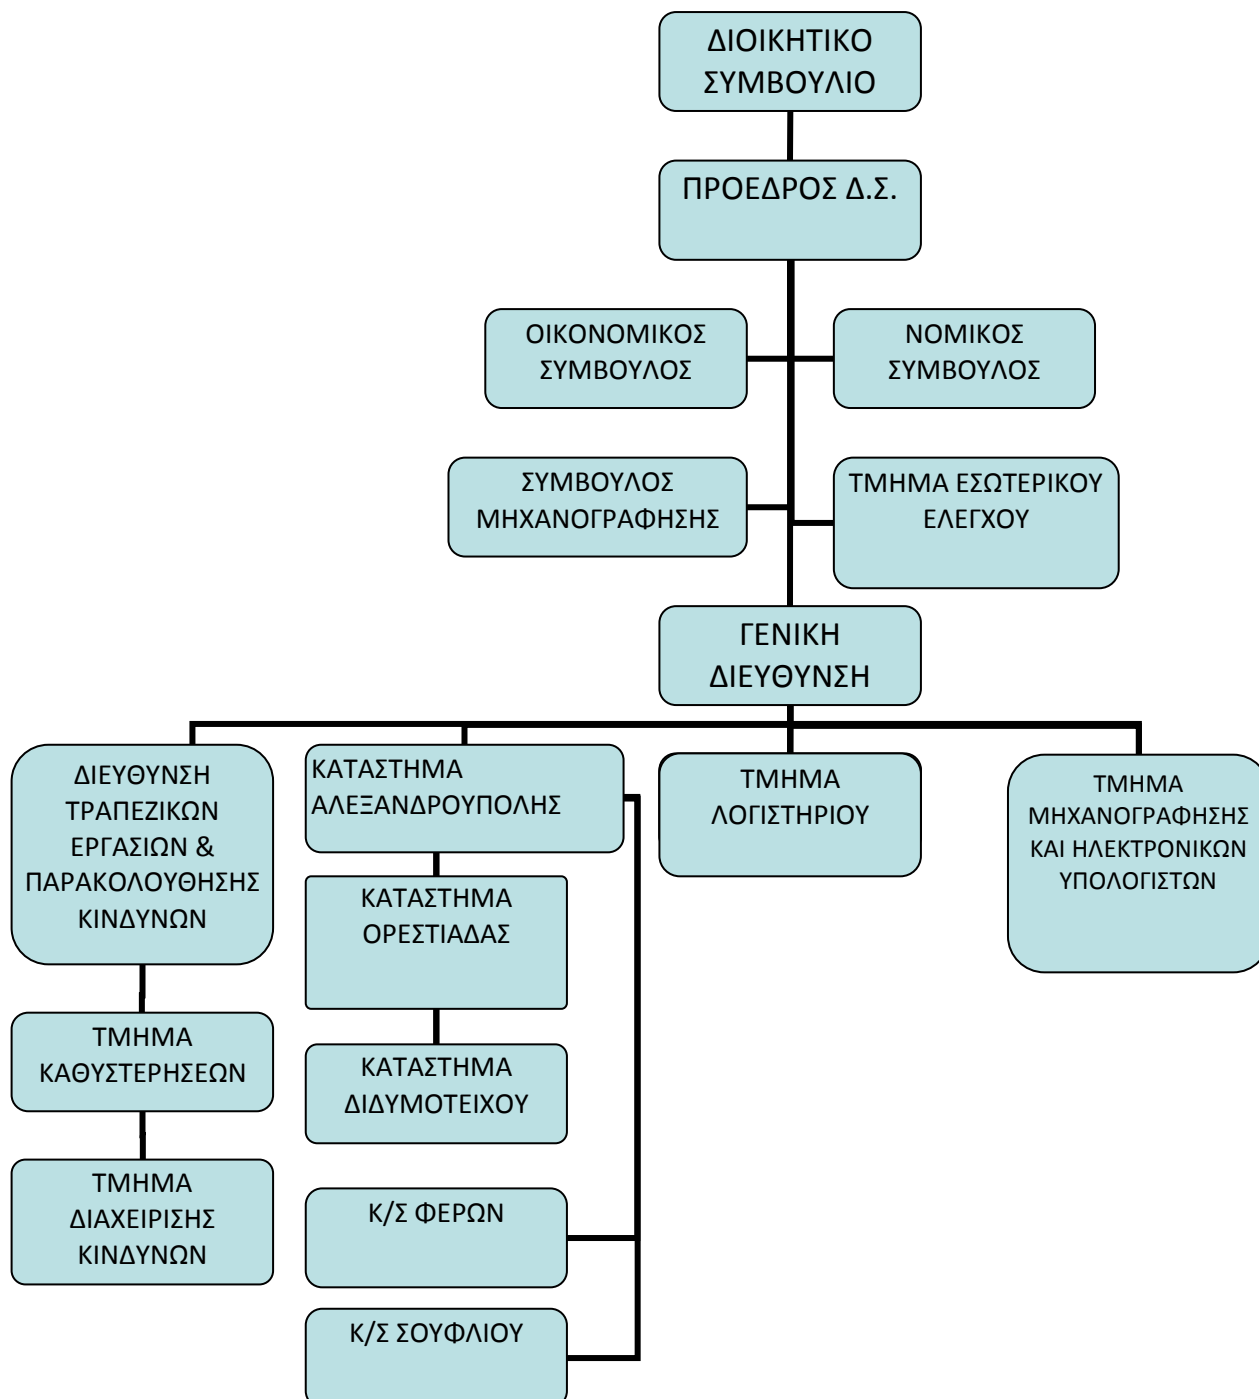 ΔΙΟΙΚΗΤΙΚΟ
ΣΥΜΒΟΥΛΙΟ
ΠΡΟΕΔΡΟΣ Δ.Σ.
ΟΙΚΟΝΟΜΙΚΟΣ
ΣΥΜΒΟΥΛΟΣ
ΝΟΜΙΚΟΣ
ΣΥΜΒΟΥΛΟΣ
ΣΥΜΒΟΥΛΟΣ
ΜΗΧΑΝΟΓΡΑΦΗΣΗΣ
ΤΜΗΜΑ ΕΣΩΤΕΡΙΚΟΥ
ΕΛΕΓΧΟΥ
ΓΕΝΙΚΗ
ΔΙΕΥΘΥΝΣΗ
ΔΙΕΥΘΥΝΣΗ
ΤΡΑΠΕΖΙΚΩΝ
ΕΡΓΑΣΙΩΝ &
ΠΑΡΑΚΟΛΟΥΘΗΣΗΣ
ΚΙΝΔΥΝΩΝ
ΚΑΤΑΣΤΗΜΑ
ΑΛΕΞΑΝΔΡΟΥΠΟΛΗΣ
ΤΜΗΜΑ
ΛΟΓΙΣΤΗΡΙΟΥ
ΤΜΗΜΑ
ΜΗΧΑΝΟΓΡΑΦΗΣΗΣ
ΚΑΙ ΗΛΕΚΤΡΟΝΙΚΩΝ
ΥΠΟΛΟΓΙΣΤΩΝ
ΚΑΤΑΣΤΗΜΑ
ΟΡΕΣΤΙΑΔΑΣ
ΤΜΗΜΑ
ΚΑΘΥΣΤΕΡΗΣΕΩΝ
ΚΑΤΑΣΤΗΜΑ
ΔΙΔΥΜΟΤΕΙΧΟΥ
ΤΜΗΜΑ
ΔΙΑΧΕΙΡΙΣΗΣ
ΚΙΝΔΥΝΩΝ
Κ/Σ ΦΕΡΩΝ
Κ/Σ ΣΟΥΦΛΙΟΥ